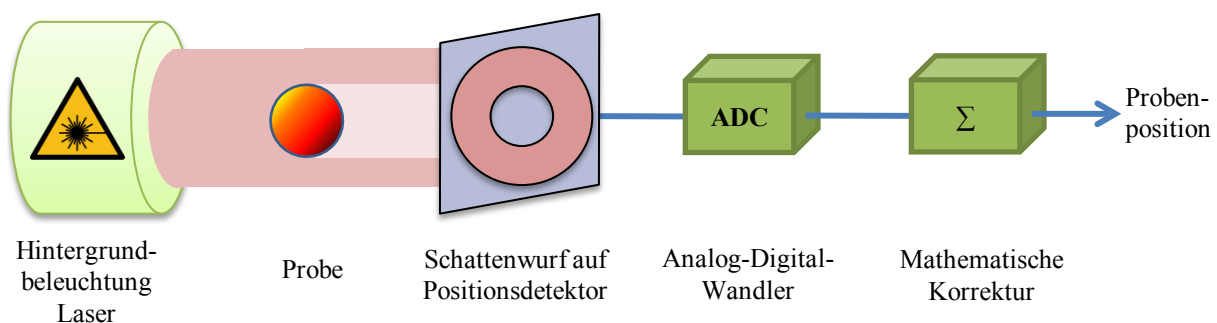 ADC
∑
Proben-
position
Hintergrund-
beleuchtung
Laser
Probe
Schattenwurf auf
Positionsdetektor
Analog-Digital-
Wandler
Mathematische
Korrektur